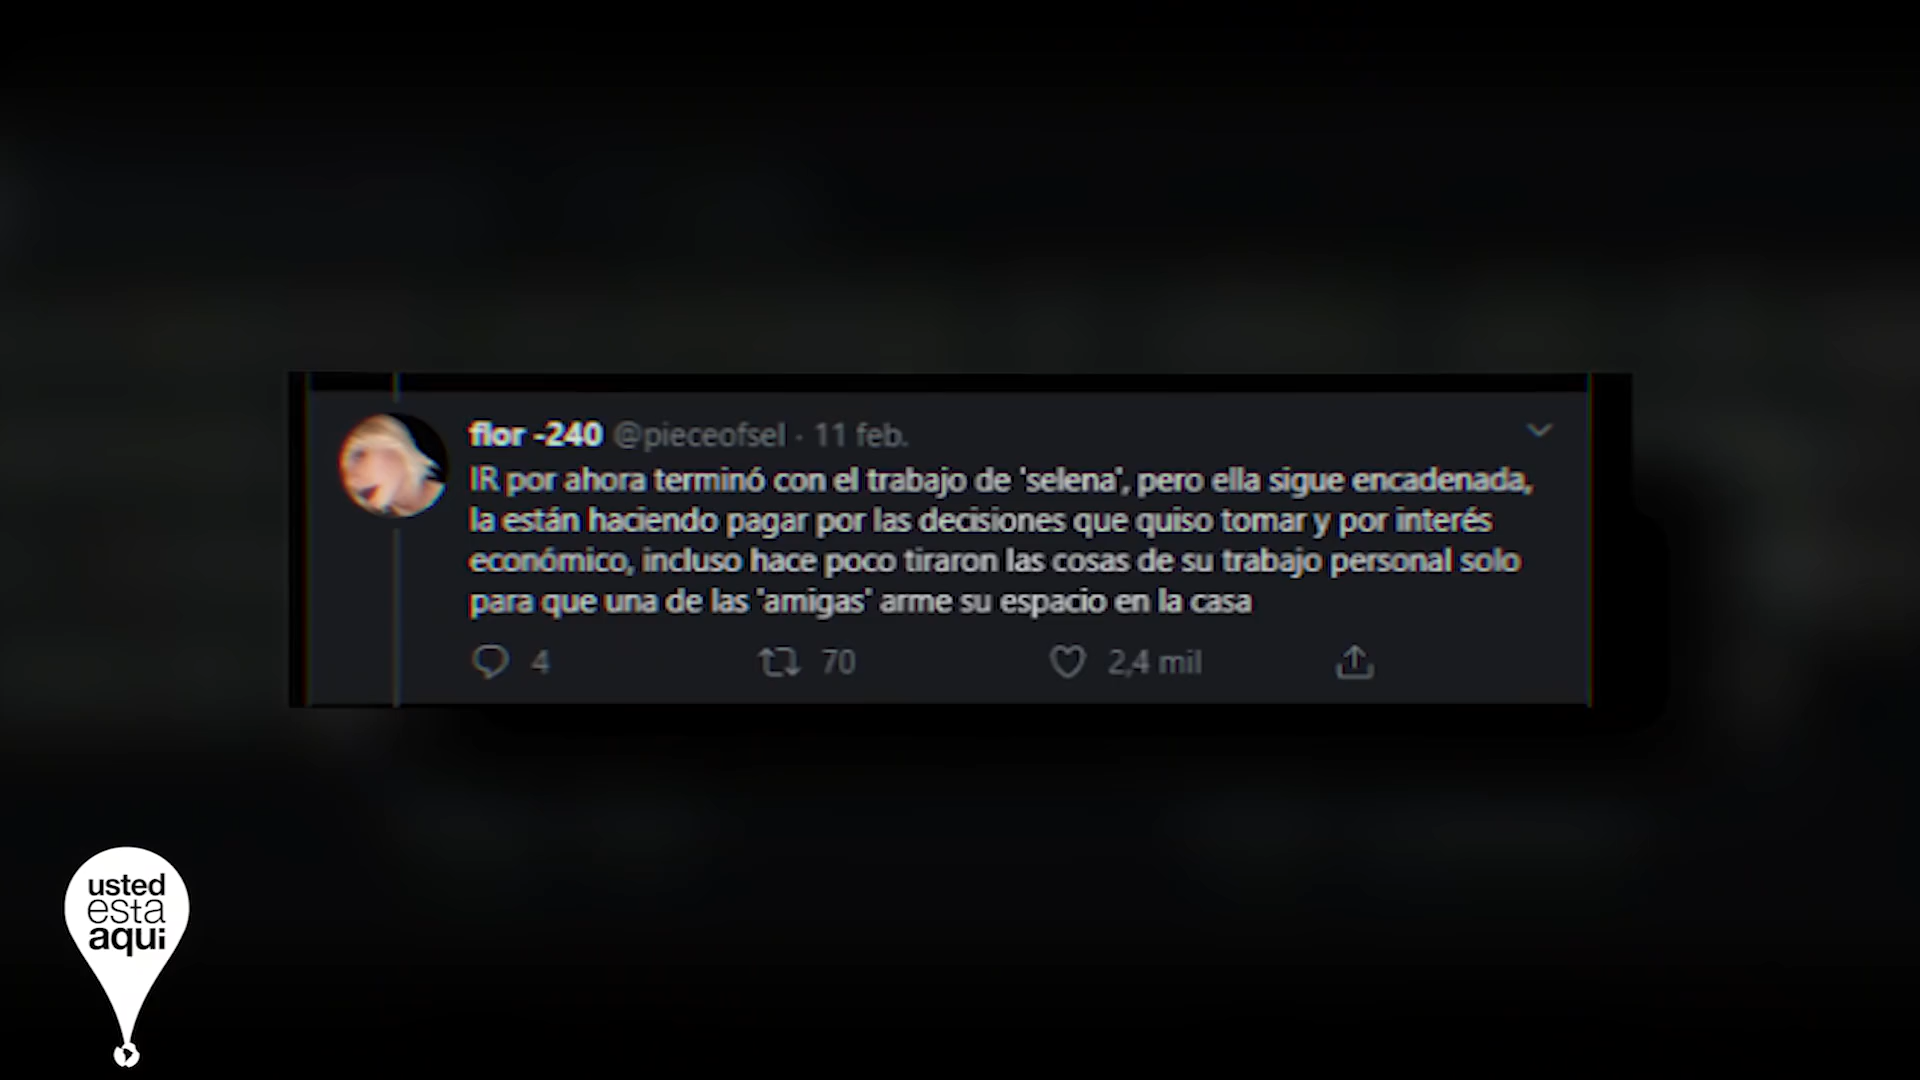 flor -240 @pieceofsel · 11 feb.
IR por ahora terminó con el trabajo de 'selena', pero ella sigue encadenada,
la están haciendo pagar por las decisiones que quiso tomar y por interés
económico, incluso hace poco tiraron las cosas de su trabajo personal solo
para que una de las 'amigas' arme su espacio en la casa
4 70 2,4 mil
usted
esta
aqui